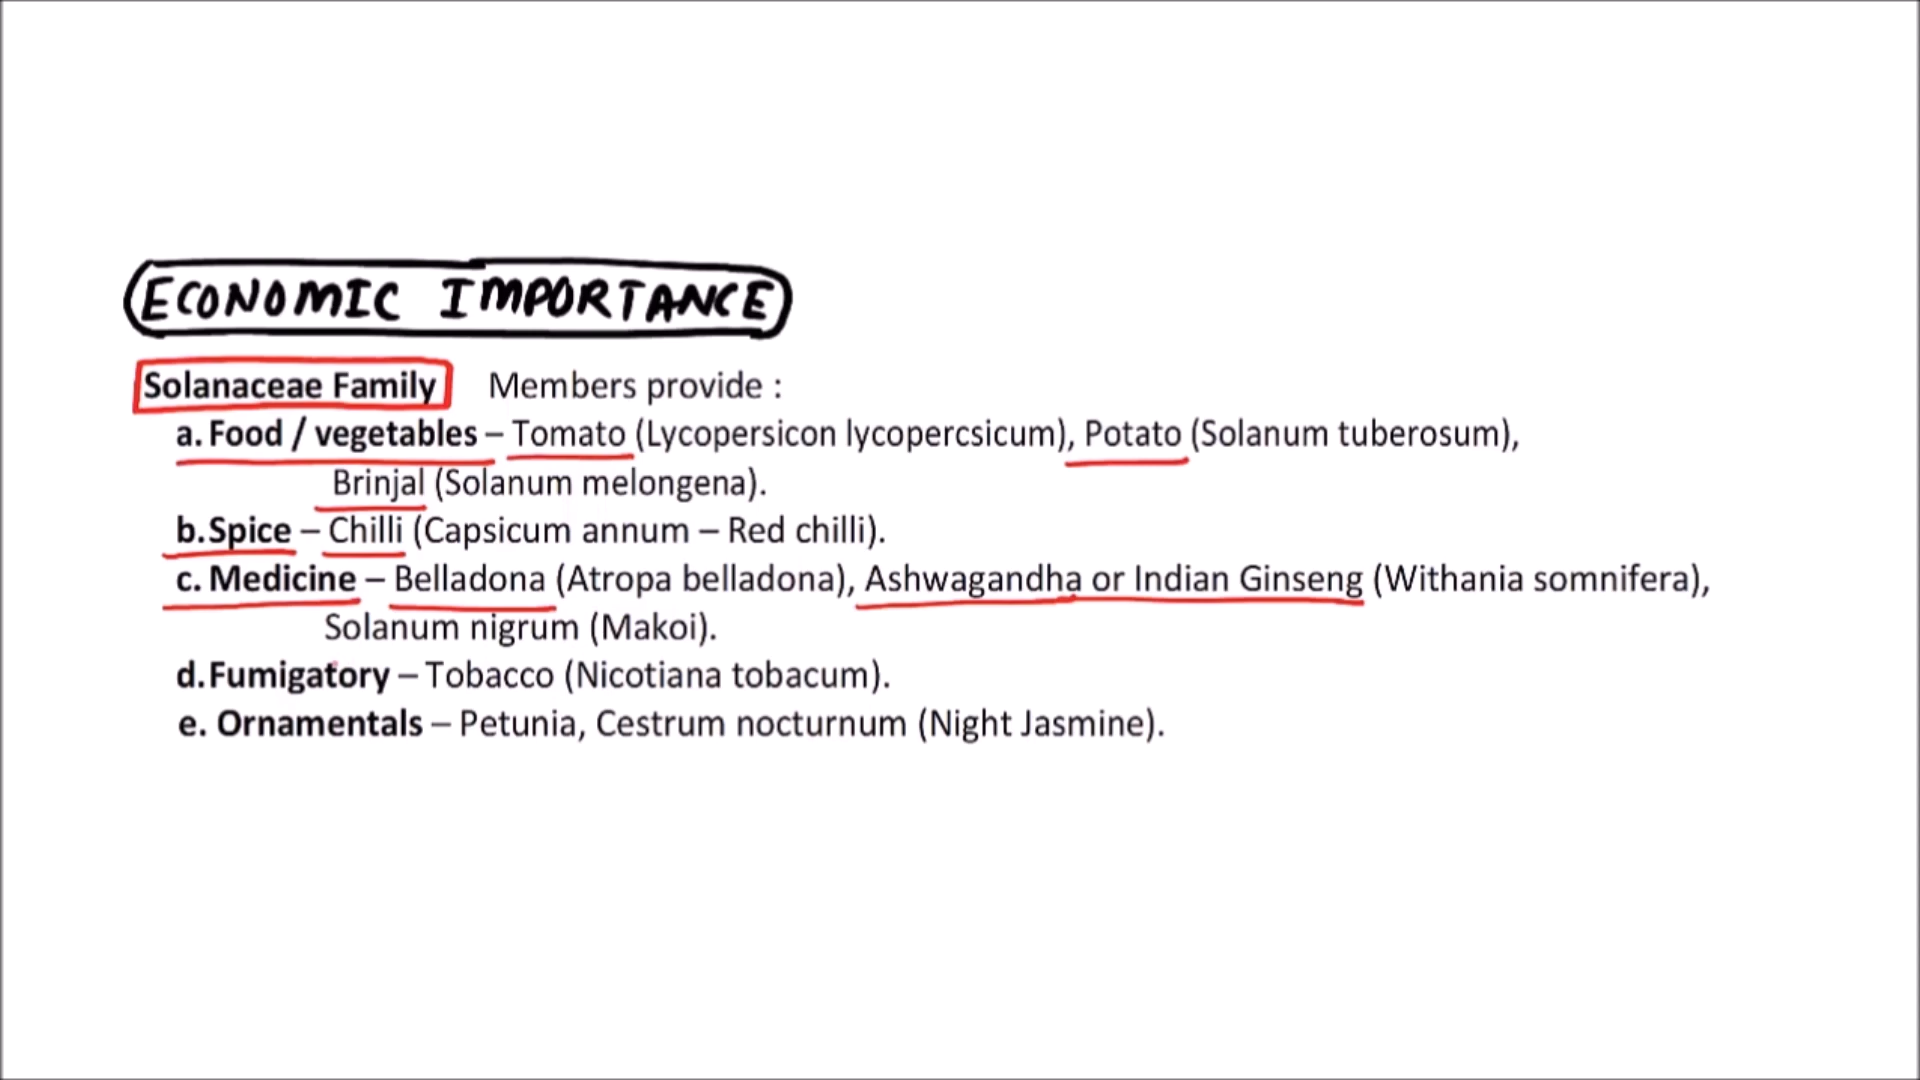 ECONOMIC IMPORTANCE
Solanaceae Family Members provide :
a. Food / vegetables – Tomato (Lycopersicon lycopercsicum), Potato (Solanum tuberosum),
Brinjal (Solanum melongena).
b. Spice – Chilli (Capsicum annum – Red chilli).
c. Medicine – Belladona (Atropa belladona), Ashwagandha or Indian Ginseng (Withania somnifera),
Solanum nigrum (Makoi).
d. Fumigatory – Tobacco (Nicotiana tobacum).
e. Ornamentals – Petunia, Cestrum nocturnum (Night Jasmine).